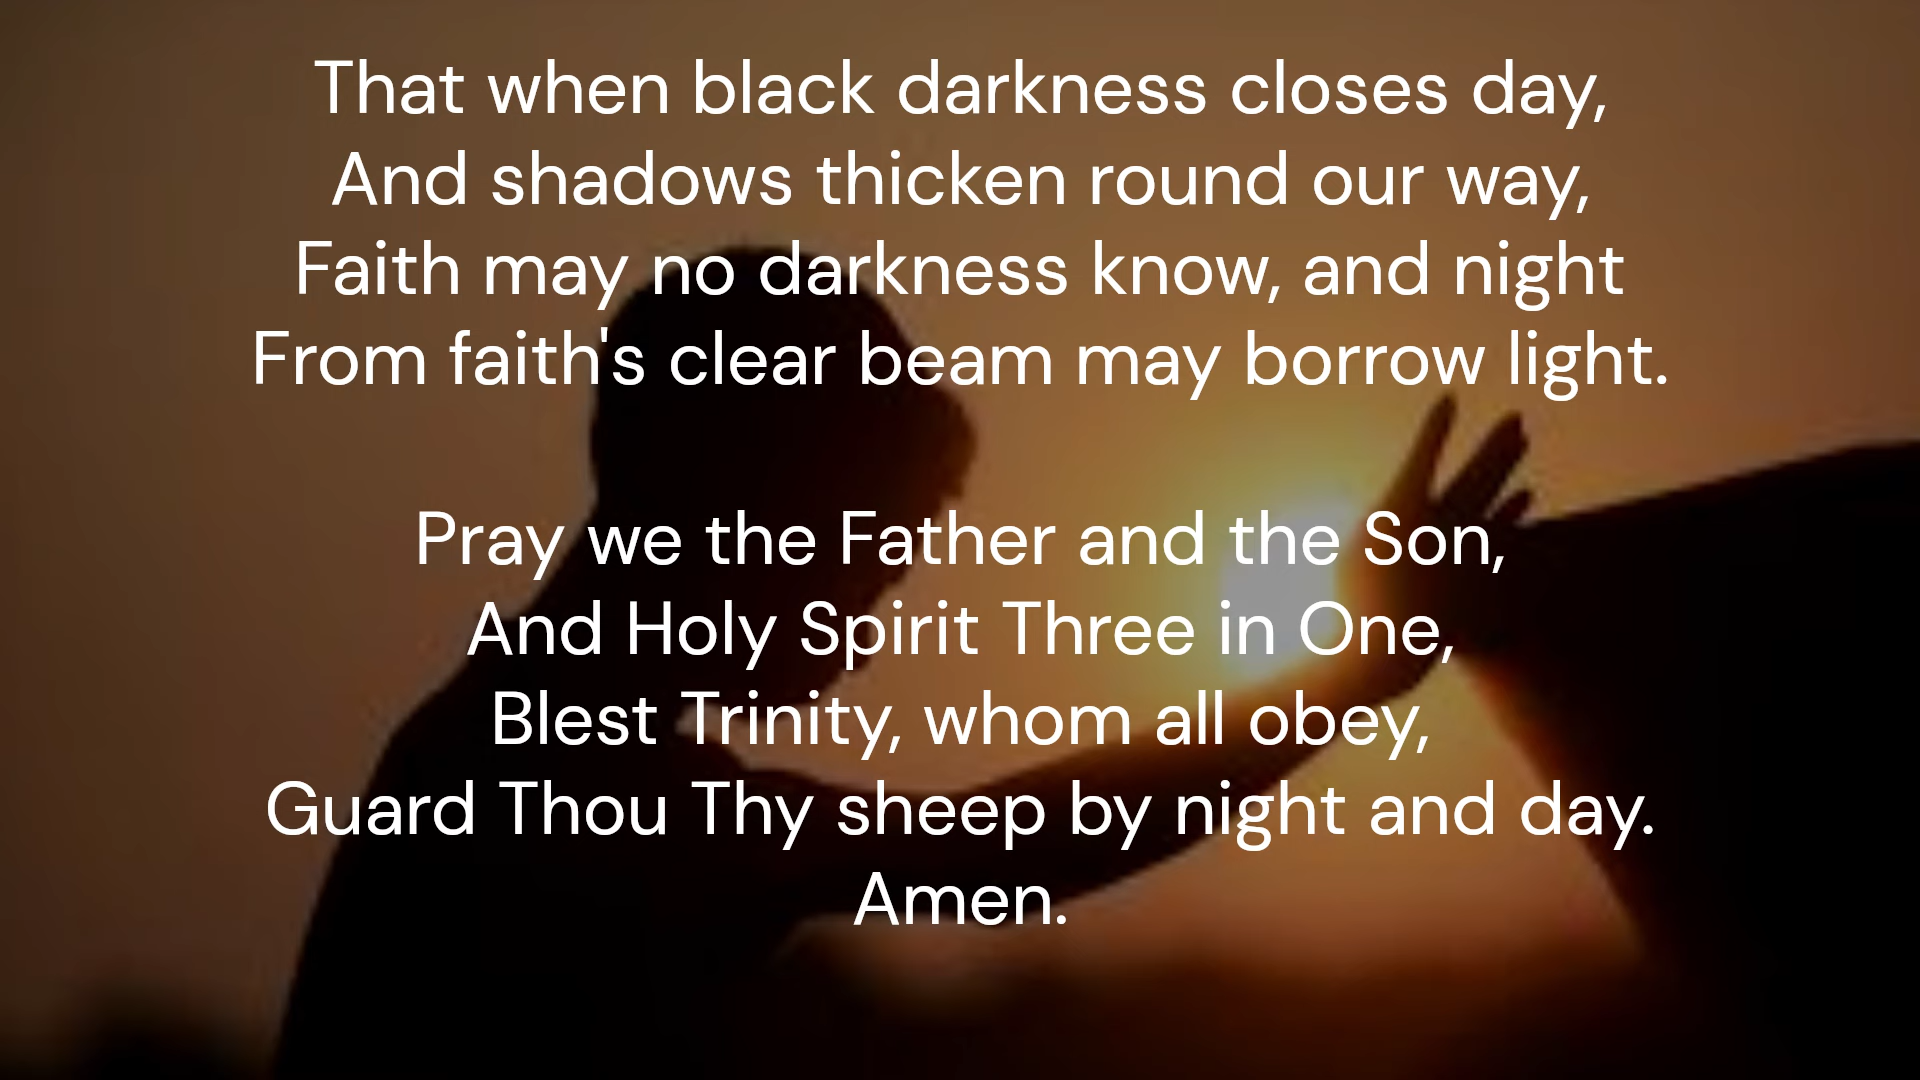 That when black darkness closes day,
And shadows thicken round our way,
Faith may no darkness know, and night
From faith's clear beam may borrow light.
Pray we the Father and the Son,
And Holy Spirit Three in One,
Blest Trinity, whom all obey,
Guard Thou Thy sheep by night and day.
Amen.